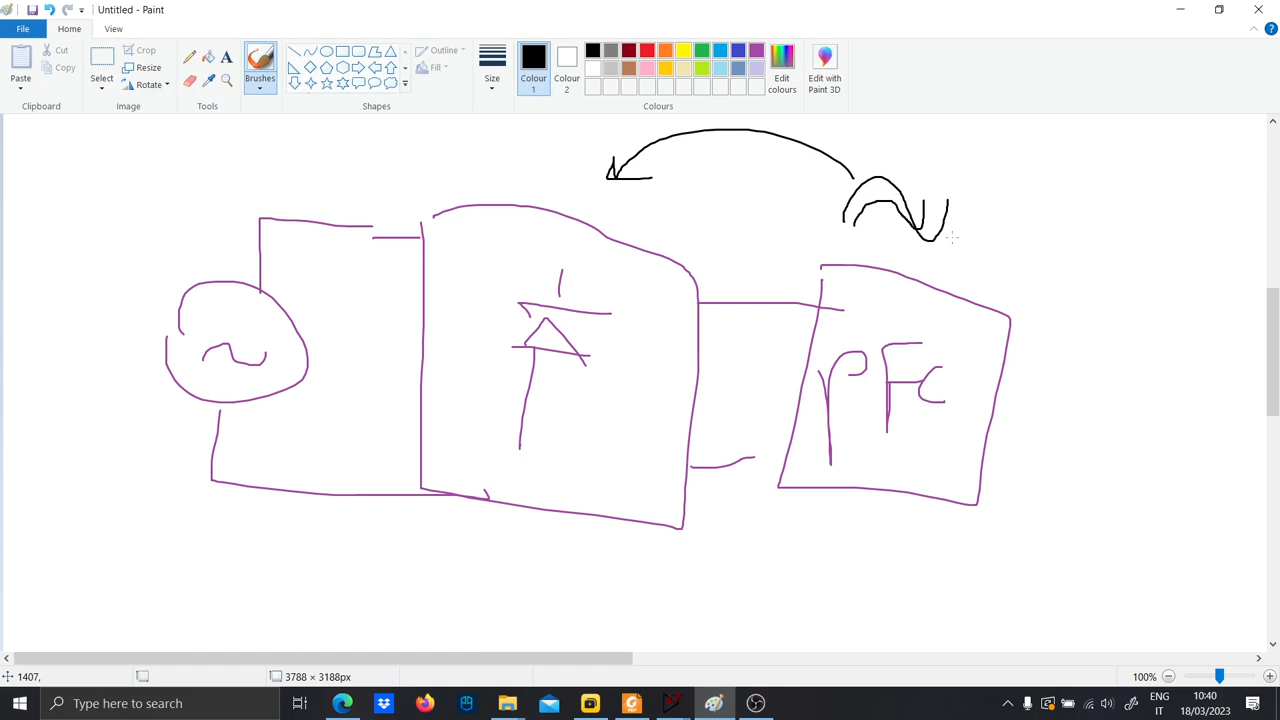 Untitled - Paint
File
Home
View
Paste
Cut
Copy
Clipboard
Select
Crop
Resize
Rotate
Image
Tools
Brushes
Outline
Fill
Shapes
Size
Colour
1
Colour
2
Edit
colours
Colours
Edit with
Paint 3D
PFC
1407,
3788 × 3188px
100%
Type here to search
ENG
IT
10:40
18/03/2023